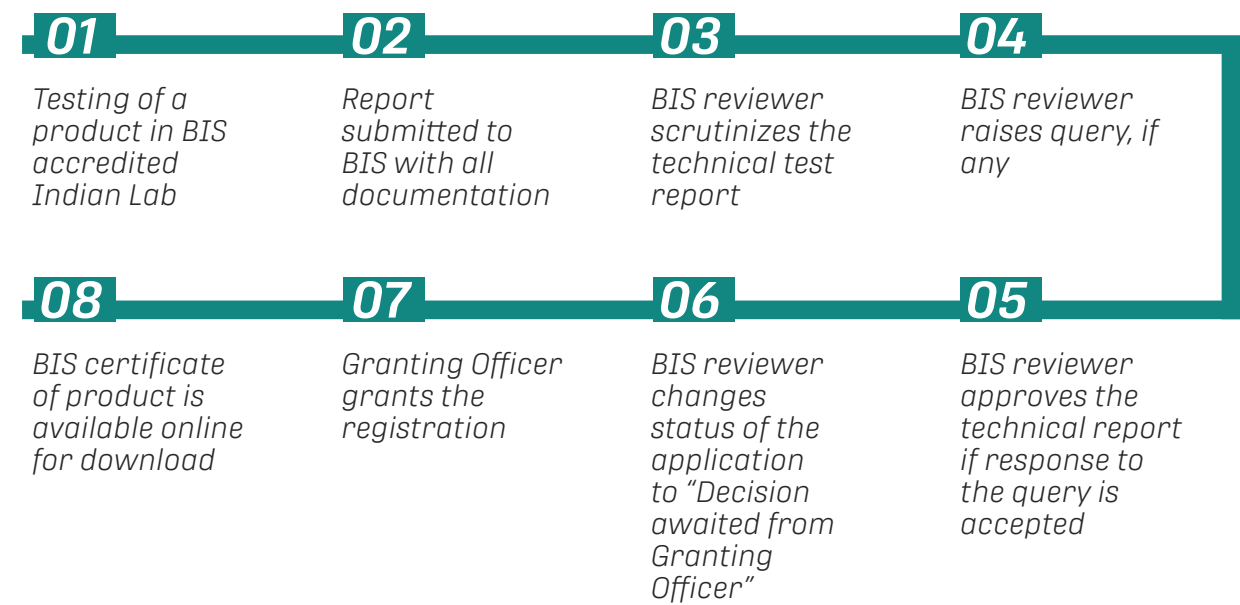 01
Testing of a
product in BIS
accredited
Indian Lab
02
Report
submitted to
BIS with all
documentation
03
BIS reviewer
scrutinizes the
technical test
report
04
BIS reviewer
raises query, if
any
05
BIS reviewer
approves the
technical report
if response to
the query is
accepted
06
BIS reviewer
changes
status of the
application
to “Decision
awaited from
Granting
Officer”
07
Granting Officer
grants the
registration
08
BIS certificate
of product is
available online
for download